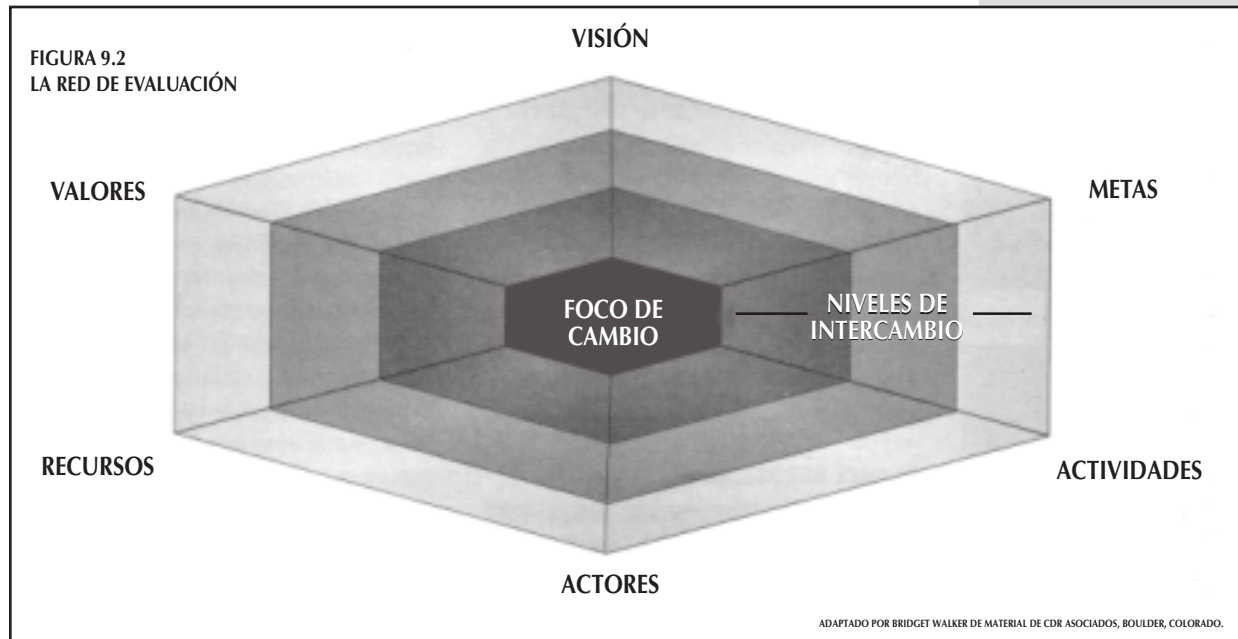 FIGURA 9.2
LA RED DE EVALUACIÓN
VISIÓN
VALORES
METAS
FOCO DE
CAMBIO
NIVELES DE
INTERCAMBIO
RECURSOS
ACTIVIDADES
ACTORES
ADAPTADO POR BRIDGET WALKER DE MATERIAL DE CDR ASOCIADOS, BOULDER, COLORADO.